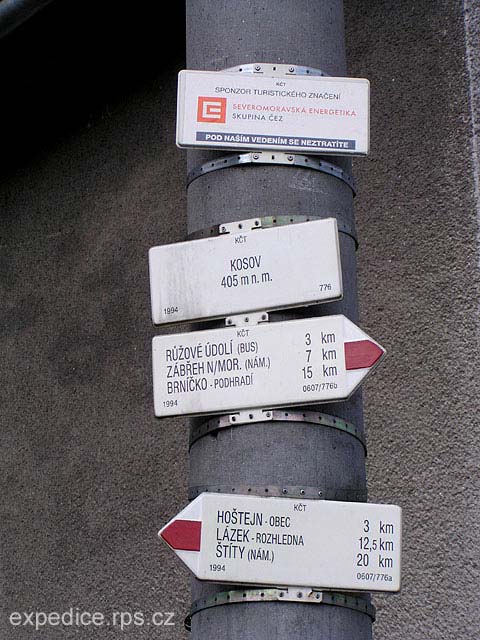 KČT
SPONZOR TURISTICKÉHO ZNAČENÍ
SEVEROMORAVSKÁ ENERGETIKA
SKUPINA ČEZ
POD NAŠÍM VEDENÍM SE NEZTRATÍTE
KČT
KOSOV
405 m n. m.
1994 776
KČT
RŮŽOVÉ ÚDOLÍ (BUS) 3 km
ZÁBŘEH N/MOR. (NÁM.) 7 km
BRNÍČKO - PODHRADÍ 15 km
1994 0607/776b
KČT
HOŠTEJN - OBEC 3 km
LÁZEK - ROZHLEDNA 12,5 km
ŠTÍTY (NÁM.) 20 km
1994 0607/776a
expedice.rps.sk